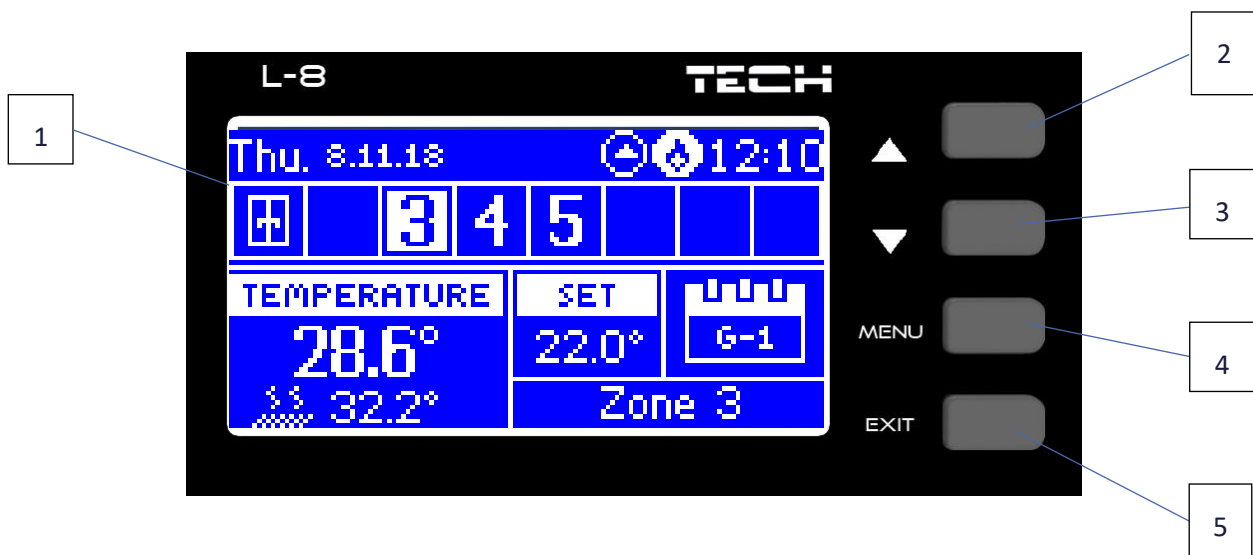 L-8 TECH
2
1
Thu. 8.11.18 12:10
3 4 5
3
TEMPERATURE SET
28.6° 22.0° G-1
MENU
4
32.2° Zone 3
EXIT
5